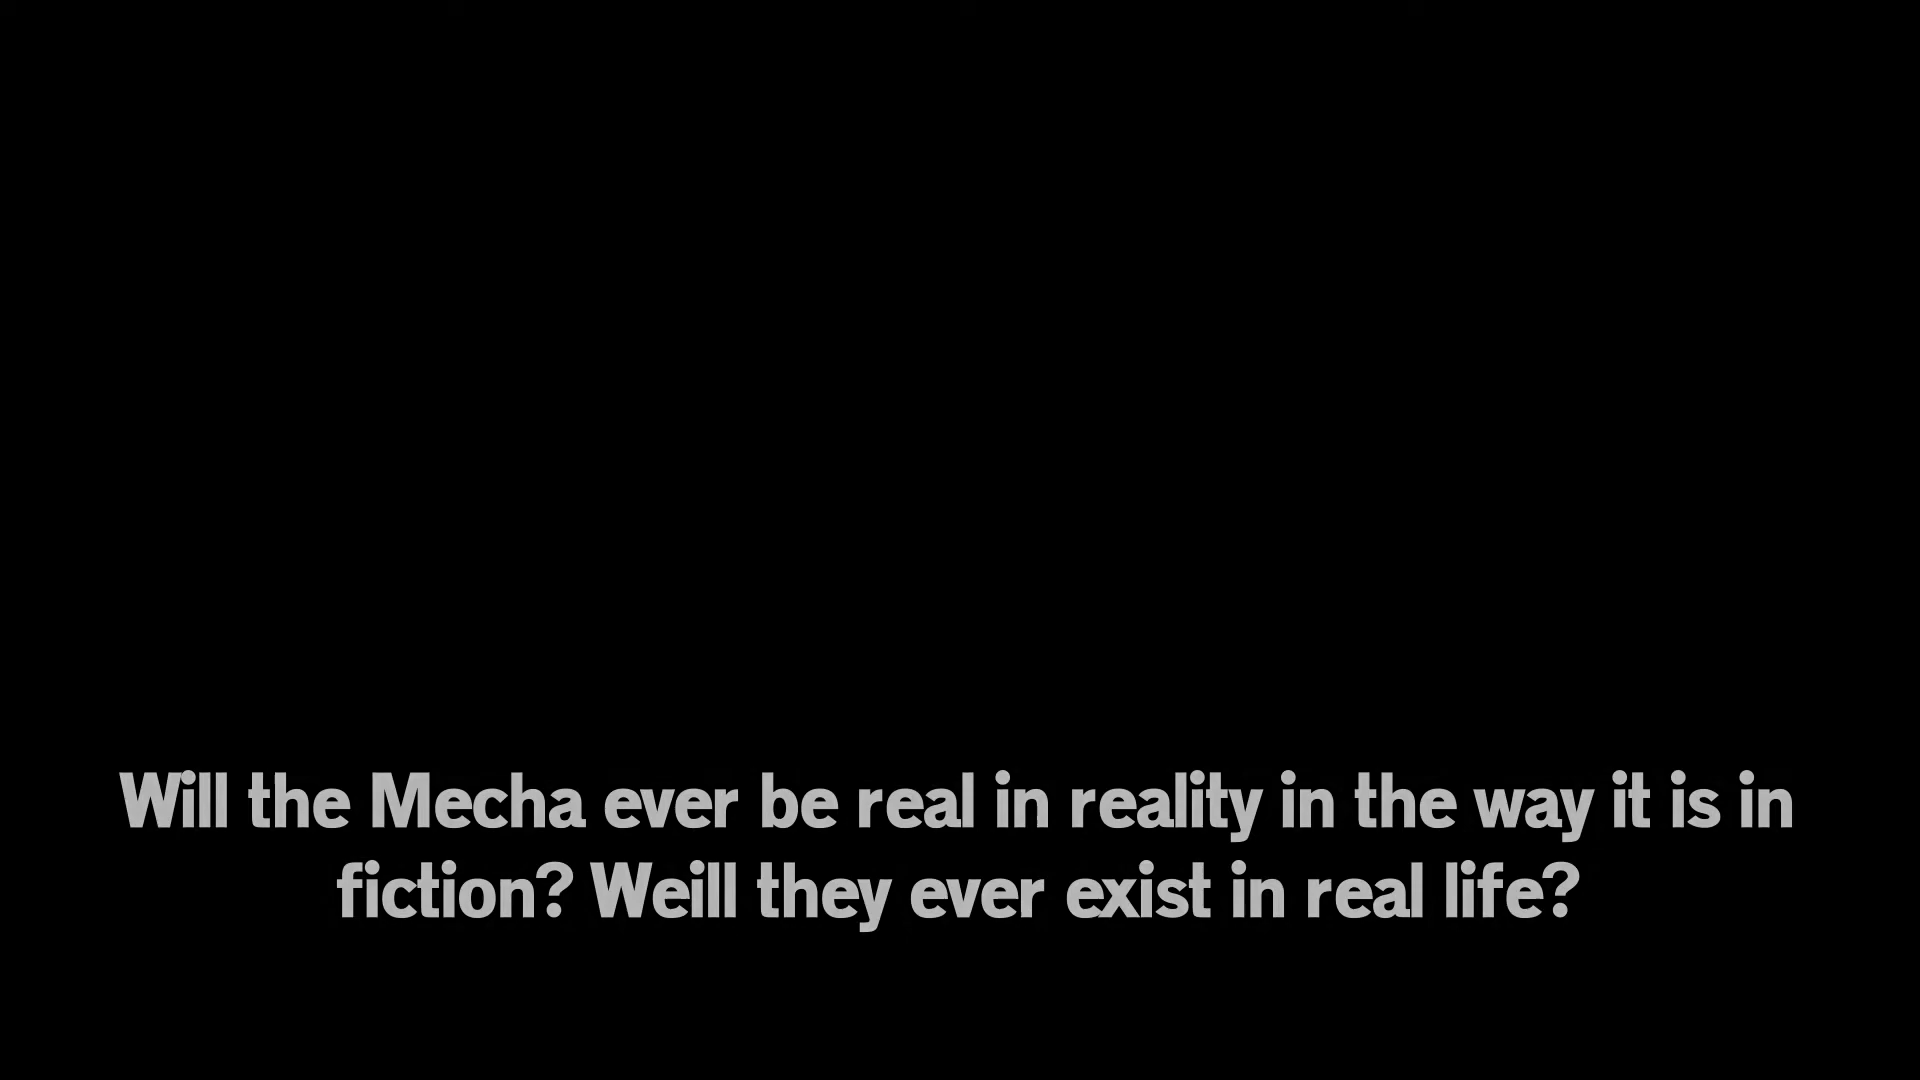 Will the Mecha ever be real in reality in the way it is in
fiction? Weill they ever exist in real life?